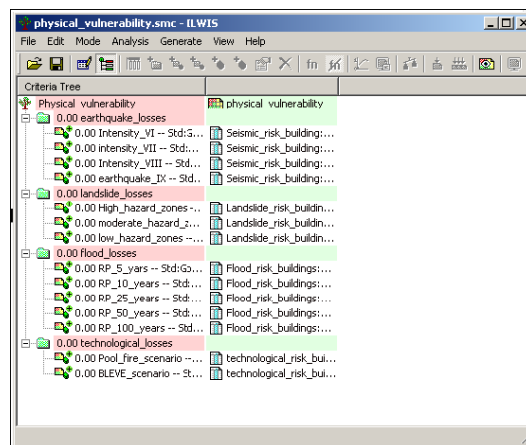 physical_vulnerability.smc - ILWIS
File Edit Mode Analysis Generate View Help
fn
Criteria Tree
Physical vulnerability physical vulnerability
0.00 earthquake_losses
0.00 Intensity_VI -- Std:G... Seismic_risk_building:...
0.00 intensity_VII -- Std:... Seismic_risk_building:...
0.00 Intensity_VIII -- Std... Seismic_risk_building:...
0.00 earthquake_IX -- Std... Seismic_risk_building:...
0.00 landslide_losses
0.00 High_hazard_zones -... Landslide_risk_buildin...
0.00 moderate_hazard_z... Landslide_risk_buildin...
0.00 low_hazard_zones --... Landslide_risk_buildin...
0.00 flood_losses
0.00 RP_5_yars -- Std:Go... Flood_risk_buildings:...
0.00 RP_10_years -- Std:... Flood_risk_buildings:...
0.00 RP_25_years -- Std:... Flood_risk_buildings:...
0.00 RP_50_years -- Std:... Flood_risk_buildings:...
0.00 RP_100_years -- Std... Flood_risk_buildings:...
0.00 technological_losses
0.00 Pool_fire_scenario --... technological_risk_bui...
0.00 BLEVE_scenario -- St... technological_risk_bui...